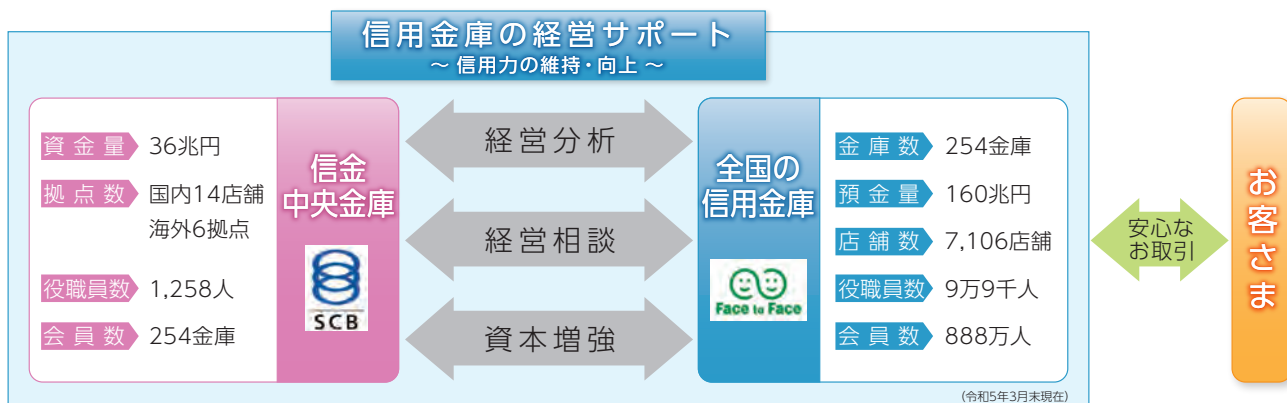 信用金庫の経営サポート
～ 信用力の維持・向上 ～
資金量 36兆円
拠点数 国内14店舗
海外6拠点
役職員数 1,258人
会員数 254金庫
信金
中央金庫
SCB
経営分析
経営相談
資本増強
全国の
信用金庫
Face to Face
金庫数 254金庫
預金量 160兆円
店舗数 7,106店舗
役職員数 9万9千人
会員数 888万人
(令和5年3月末現在)
安心な
お取引
お客さま